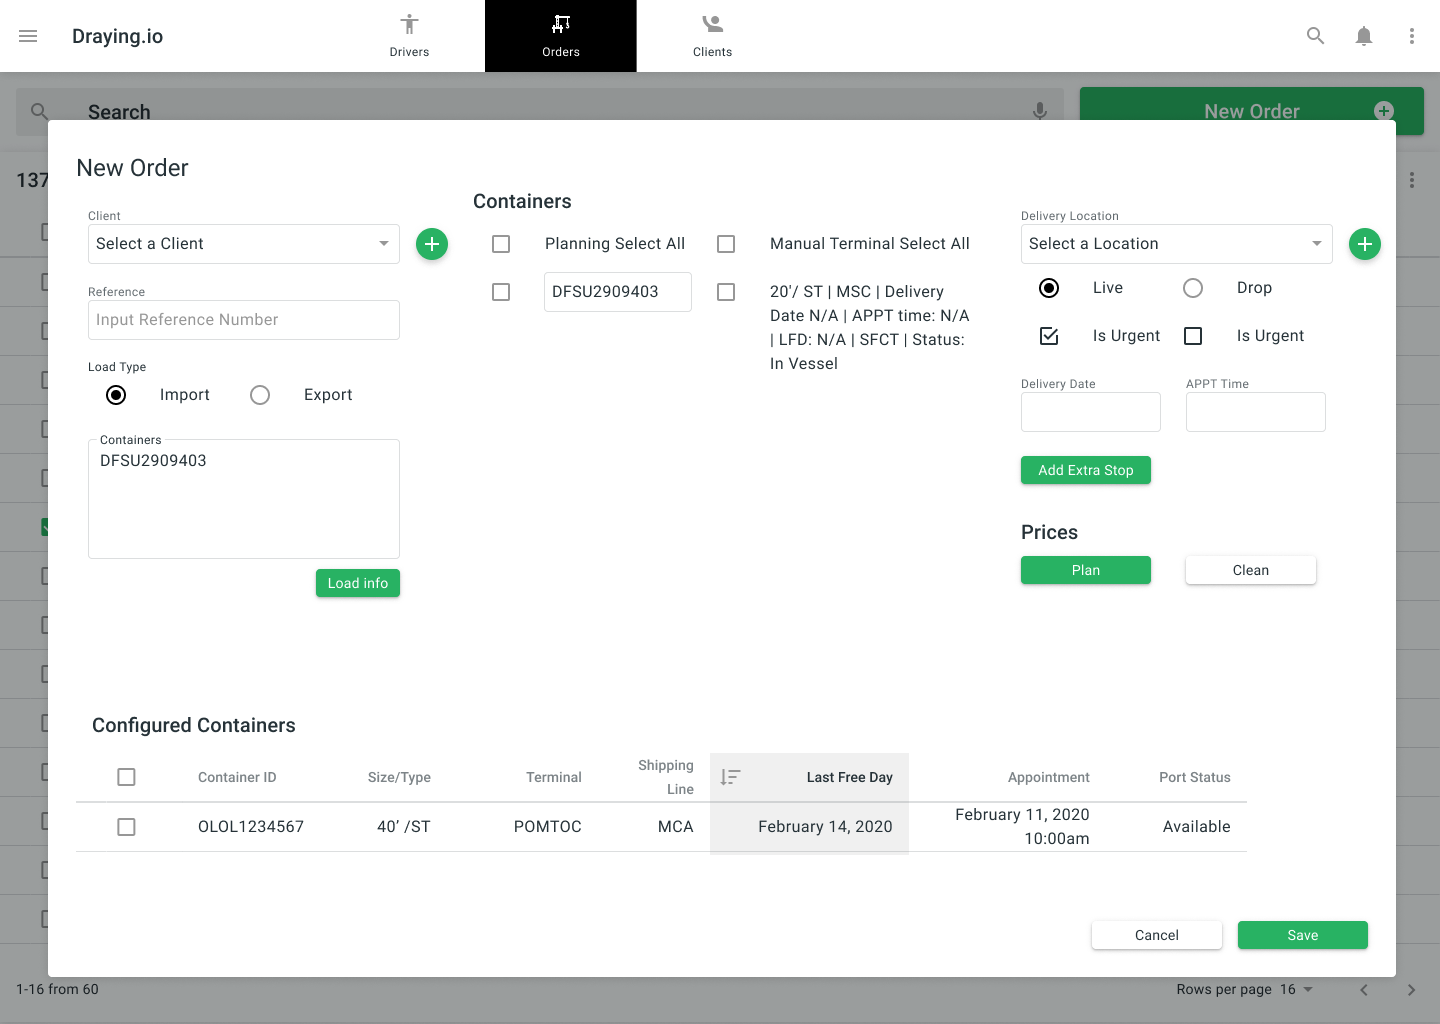 Draying.io
Drivers
Orders
Clients
Search
New Order
137
New Order
Client
Select a Client
Reference
Input Reference Number
Load Type
Import
Export
Containers
DFSU2909403
Load info
Containers
Planning Select All
Manual Terminal Select All
DFSU2909403
20'/ ST | MSC | Delivery
Date N/A | APPT time: N/A
| LFD: N/A | SFCT | Status:
In Vessel
Delivery Location
Select a Location
Live
Drop
Is Urgent
Is Urgent
Delivery Date
APPT Time
Add Extra Stop
Prices
Plan
Clean
Configured Containers
Container ID
Size/Type
Terminal
Shipping
Line
Last Free Day
Appointment
Port Status
OLOL1234567
40’ /ST
POMTOC
MCA
February 14, 2020
February 11, 2020
10:00am
Available
Cancel
Save
1-16 from 60
Rows per page
16